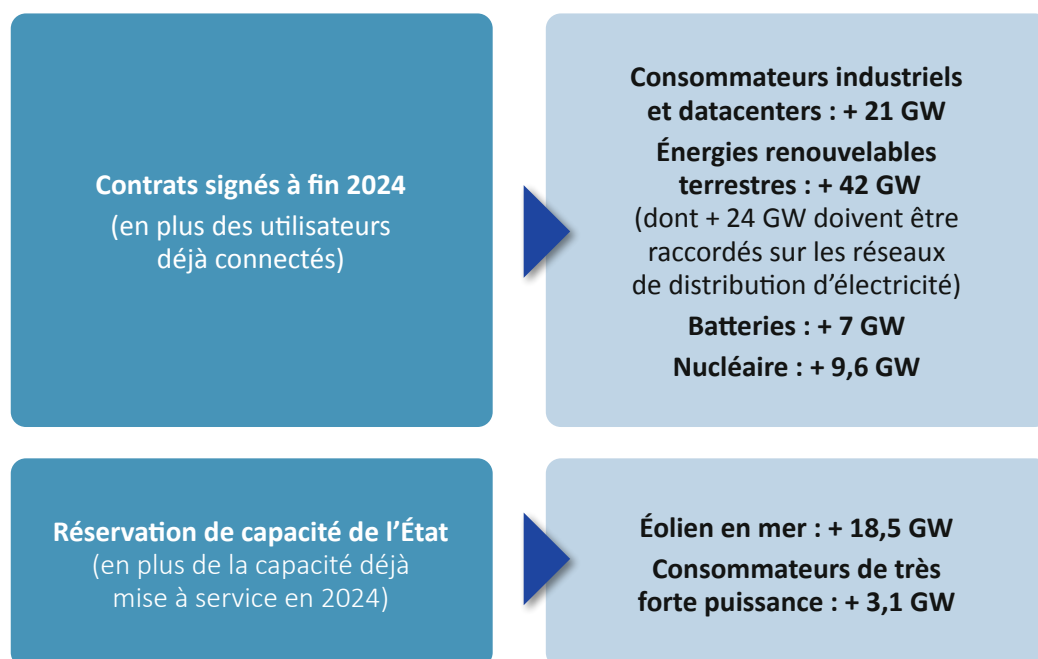 Contrats signés à fin 2024
(en plus des utilisateurs
déjà connectés)
Consommateurs industriels
et datacenters : + 21 GW
Énergies renouvelables
terrestres : + 42 GW
(dont + 24 GW doivent être
raccordés sur les réseaux
de distribution d’électricité)
Batteries : + 7 GW
Nucléaire : + 9,6 GW
Réservation de capacité de l’État
(en plus de la capacité déjà
mise à service en 2024)
Éolien en mer : + 18,5 GW
Consommateurs de très
forte puissance : + 3,1 GW